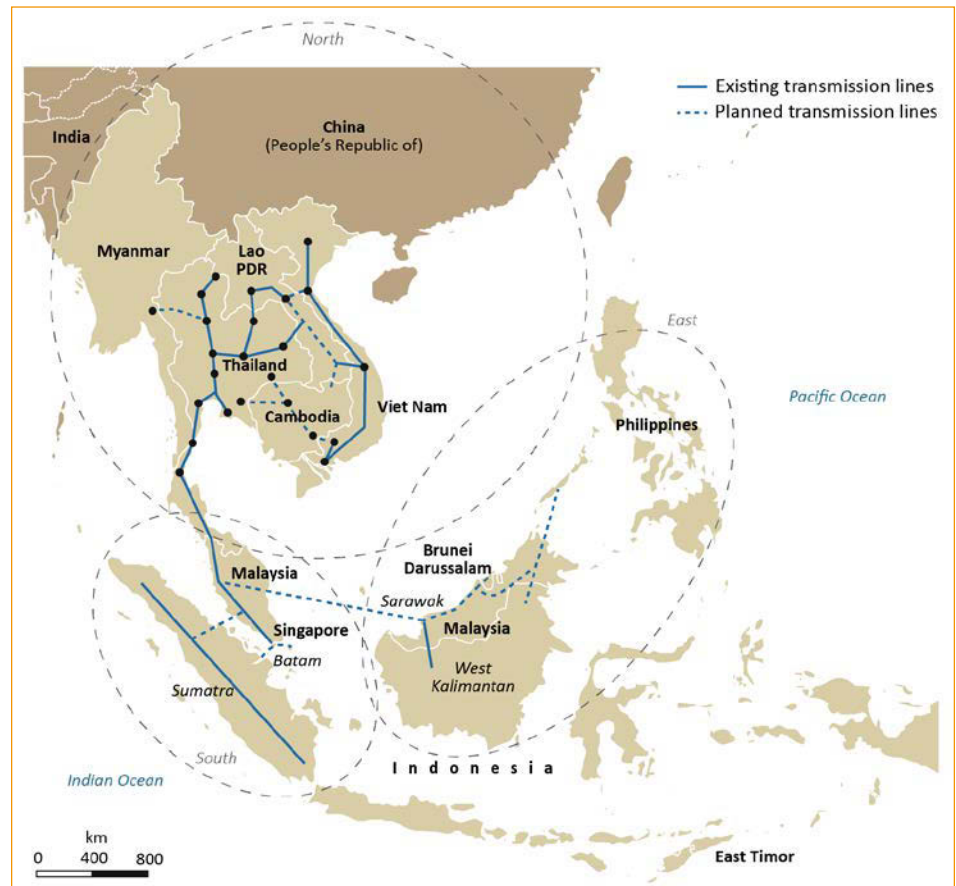 North
Existing transmission lines
Planned transmission lines
China
(People's Republic of)
India
Myanmar
Lao
PDR
East
Thailand
Pacific Ocean
Cambodia
Viet Nam
Philippines
Brunei
Darussalam
Malaysia
Sarawak
Singapore
Malaysia
Batam
West
Kalimantan
Sumatra
South
Indonesia
Indian Ocean
km
0 400 800
East Timor